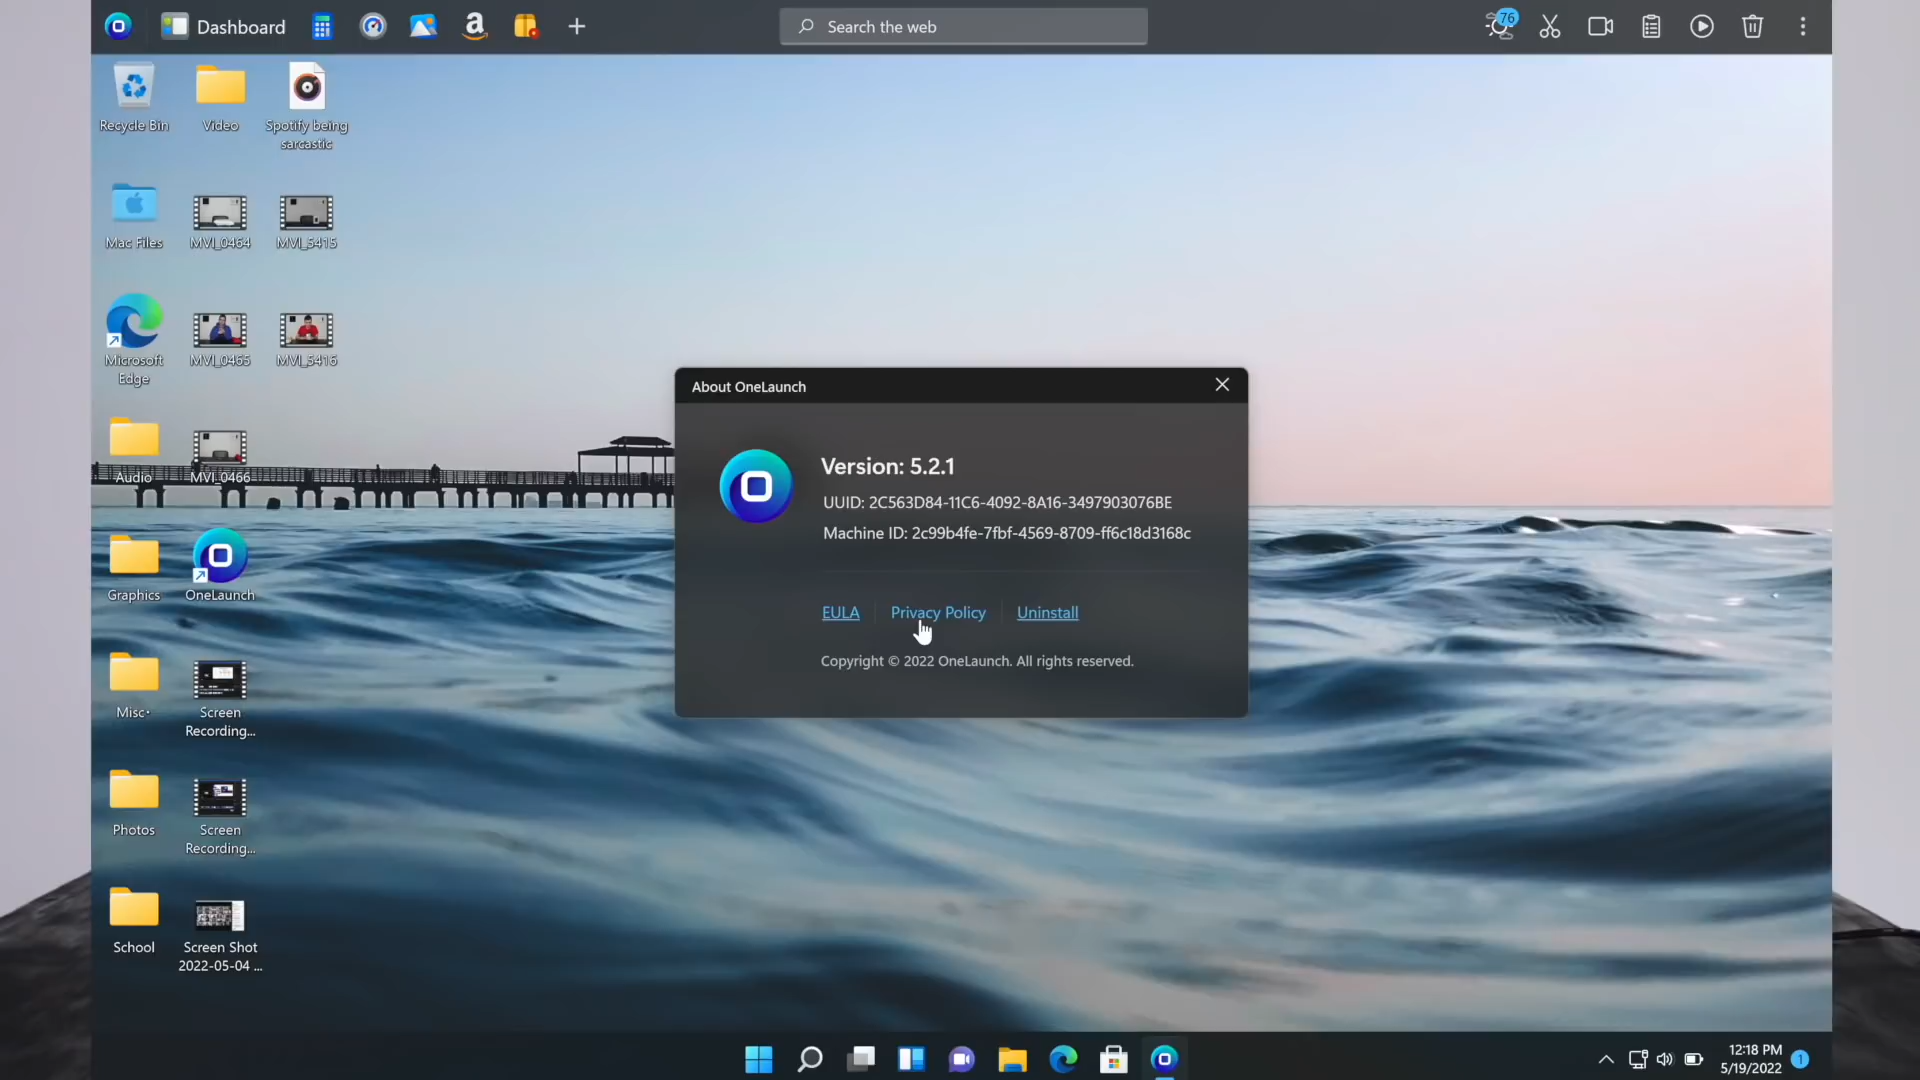 Dashboard
Search the web
76
Recycle Bin
Video
Spotify being
sarcastic
Mac Files
MVI_0464
MVI_5415
Microsoft
Edge
MVI_0465
MVI_5416
Audio
MVI_0466
Graphics
OneLaunch
Misc·
Screen
Recording...
Photos
Screen
Recording...
School
Screen Shot
2022-05-04 ...
About OneLaunch
Version: 5.2.1
UUID: 2C563D84-11C6-4092-8A16-3497903076BE
Machine ID: 2c99b4fe-7fbf-4569-8709-ff6c18d3168c
EULA
Privacy Policy
Uninstall
Copyright © 2022 OneLaunch. All rights reserved.
12:18 PM
5/19/2022
1